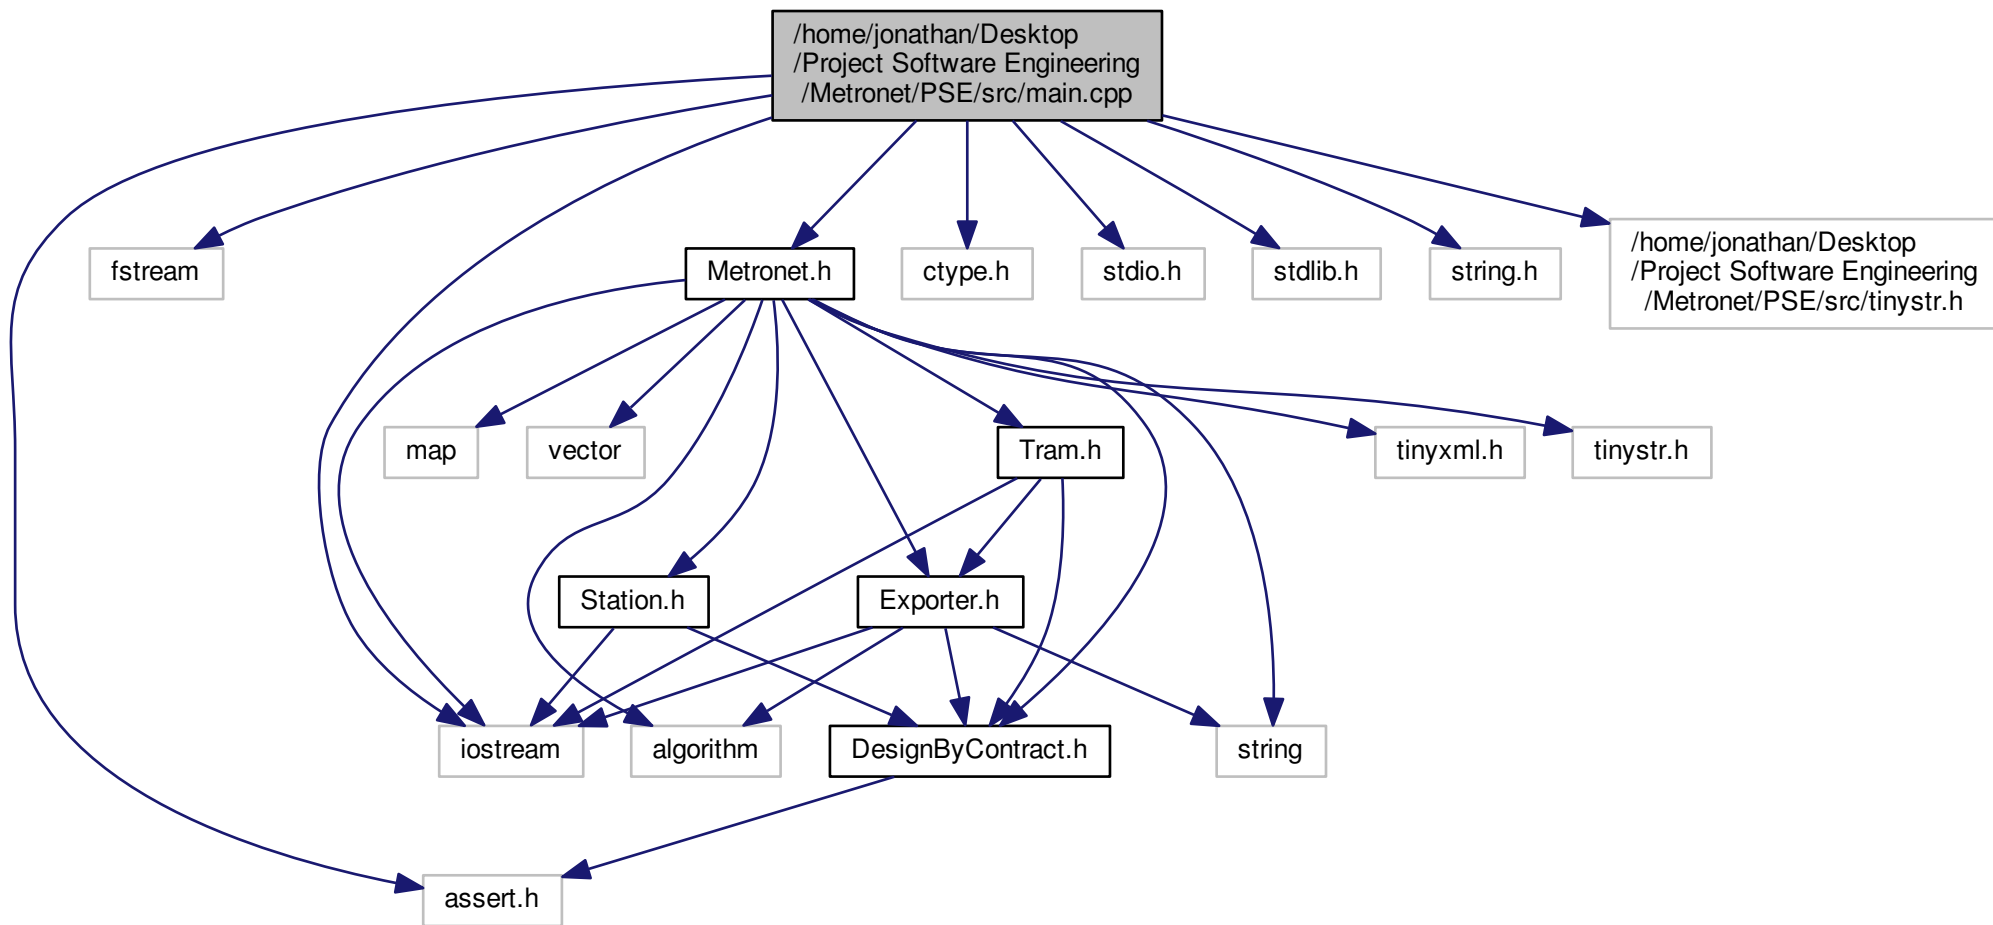 /home/jonathan/Desktop
/Project Software Engineering
/Metronet/PSE/src/main.cpp
fstream
Metronet.h
ctype.h
stdio.h
stdlib.h
string.h
/home/jonathan/Desktop
/Project Software Engineering
/Metronet/PSE/src/tinystr.h
map
vector
Tram.h
tinyxml.h
tinystr.h
Station.h
Exporter.h
iostream
algorithm
DesignByContract.h
string
assert.h